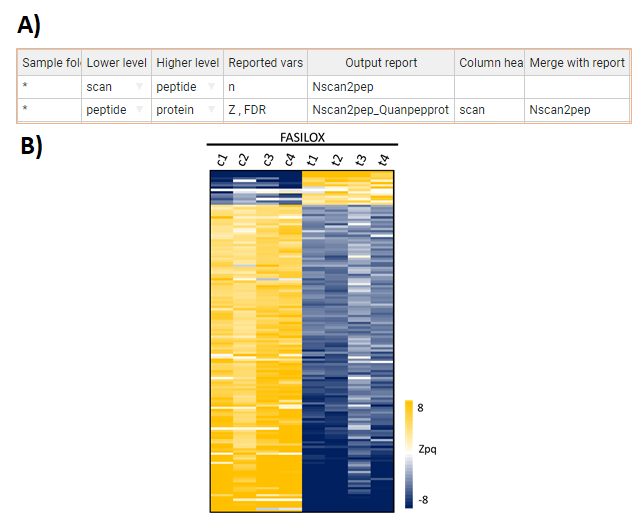 A)
Sample fol Lower level Higher level Reported vars Output report Column hea Merge with report
* scan peptide n Nscan2pep
* peptide protein Z , FDR Nscan2pep_Quanpepprot scan Nscan2pep
B)
FASILOX
c1 c2 c3 c4 t1 t2 t3 t4
8
Zpq
-8